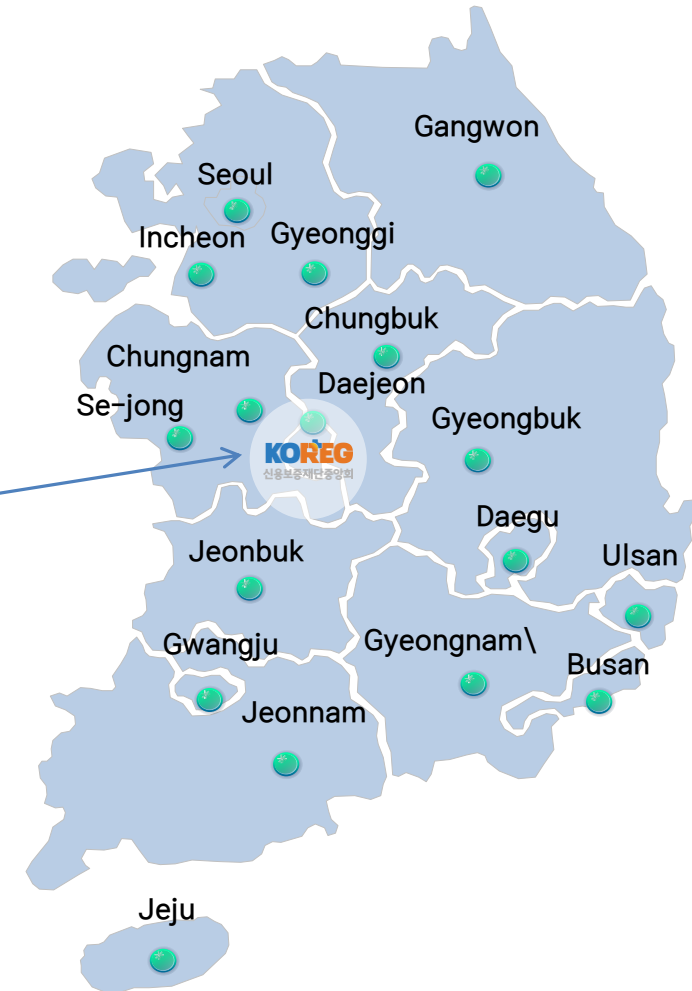 Gangwon
Seoul
Incheon
Gyeonggi
Chungbuk
Chungnam
Daejeon
Se-jong
Gyeongbuk
KOREG
신용보증재단중앙회
Daegu
Jeonbuk
Ulsan
Gwangju
Gyeongnam\
Busan
Jeonnam
Jeju